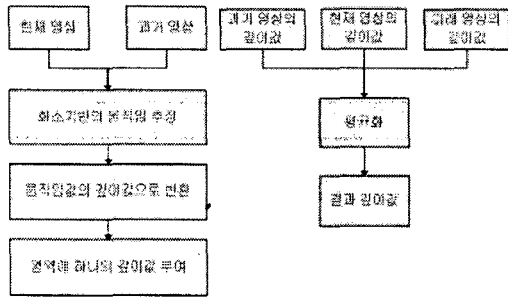 현재 영상
과거 영상
과거 영상의
깊이값
현재 영상의
깊이값
미래 영상의
깊이값
화소기반의 움직임 추정
평균화
움직임값의 깊이값으로 변환
결과 깊이값
권역에 하나의 깊이값 부여